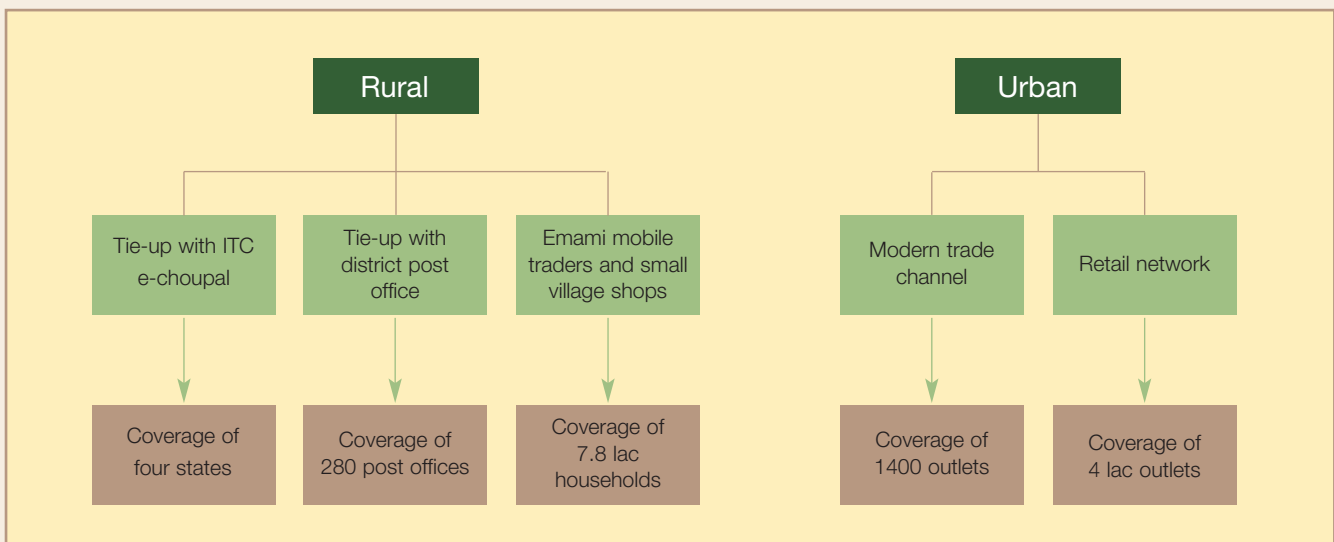 Rural
Urban
Tie-up with ITC
e-choupal
Tie-up with
district post
office
Emami mobile
traders and small
village shops
Modern trade
channel
Retail network
Coverage of
four states
Coverage of
280 post offices
Coverage of
7.8 lac
households
Coverage of
1400 outlets
Coverage of
4 lac outlets